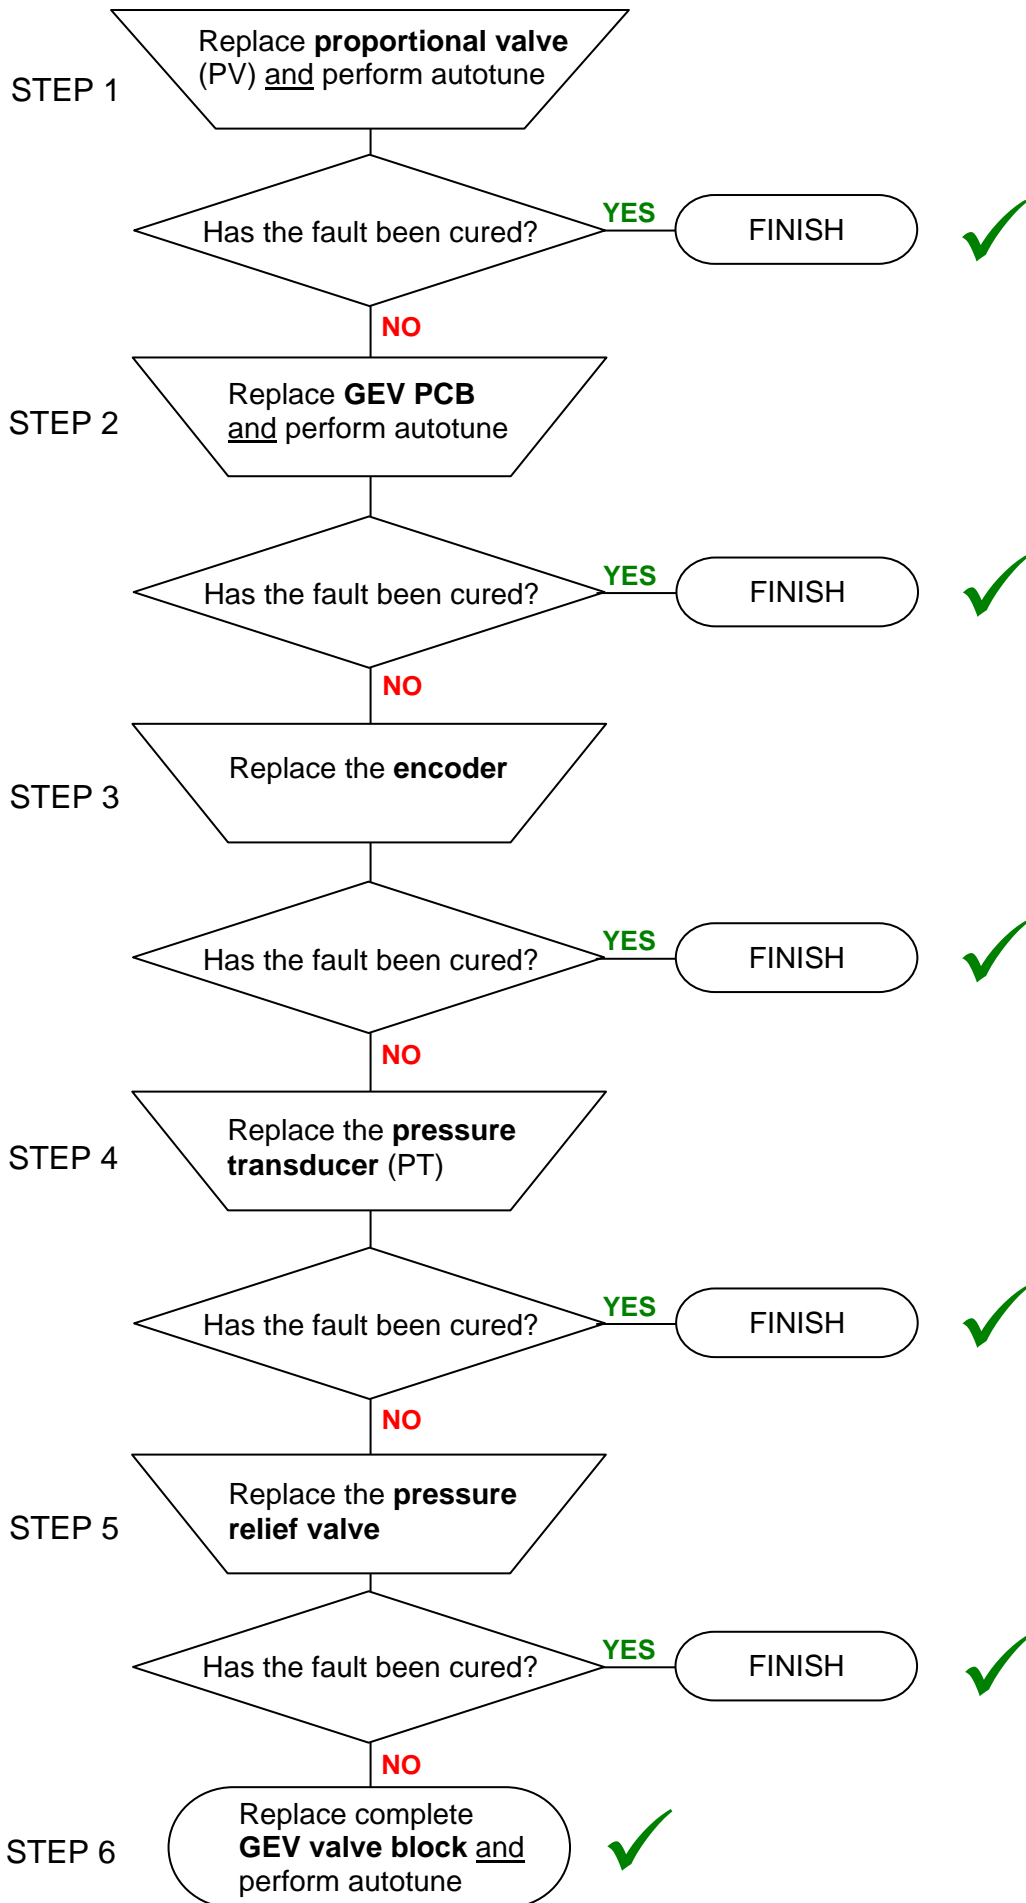 STEP 1
Replace proportional valve
(PV) and perform autotune
Has the fault been cured?
YES
FINISH
NO
STEP 2
Replace GEV PCB
and perform autotune
Has the fault been cured?
YES
FINISH
NO
STEP 3
Replace the encoder
Has the fault been cured?
YES
FINISH
NO
STEP 4
Replace the pressure
transducer (PT)
Has the fault been cured?
YES
FINISH
NO
STEP 5
Replace the pressure
relief valve
Has the fault been cured?
YES
FINISH
NO
STEP 6
Replace complete
GEV valve block and
perform autotune